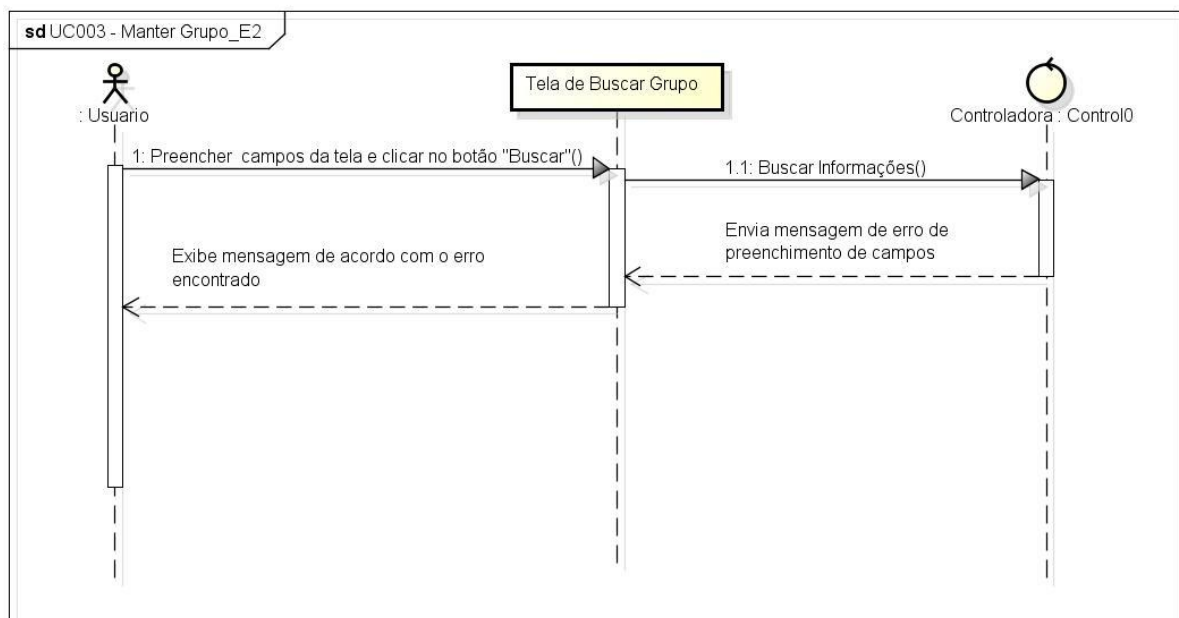 sd UC003 - Manter Grupo_E2
: Usuario
Tela de Buscar Grupo
Controladora : Control0
1: Preencher campos da tela e clicar no botão "Buscar"()
1.1: Buscar Informações()
Envia mensagem de erro de
preenchimento de campos
Exibe mensagem de acordo com o erro
encontrado